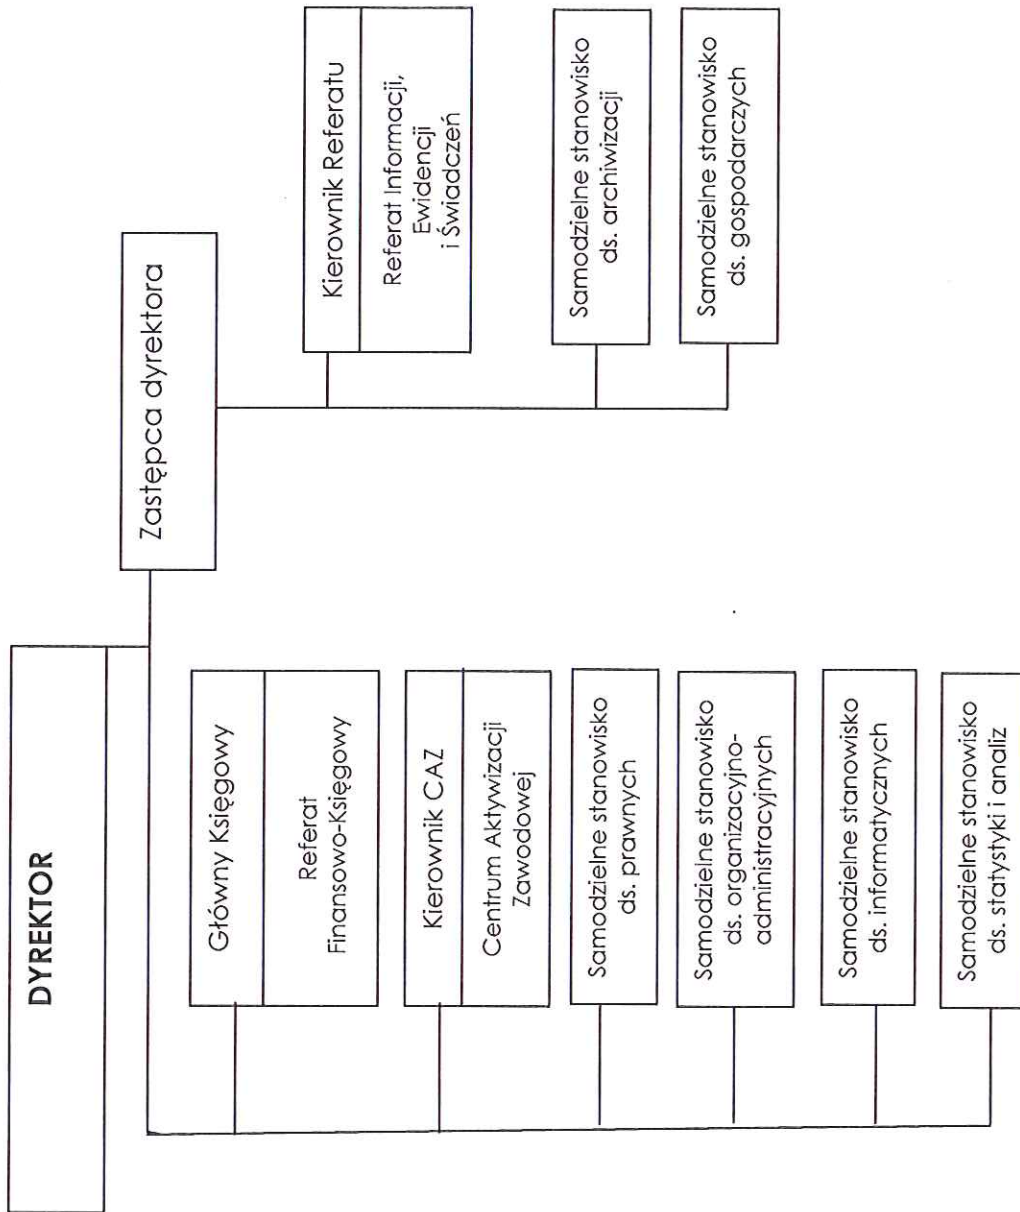 DYREKTOR
Zastępca dyrektora
Główny Księgowy
Referat
Finansowo-Księgowy
Kierownik CAZ
Centrum Aktywizacji
Zawodowej
Samodzielne stanowisko
ds. prawnych
Samodzielne stanowisko
ds. organizacyjno-
administracyjnych
Samodzielne stanowisko
ds. informatycznych
Samodzielne stanowisko
ds. statystyki i analiz
Kierownik Referatu
Referat Informacji,
Ewidencji
i Świadczeń
Samodzielne stanowisko
ds. archiwizacji
Samodzielne stanowisko
ds. gospodarczych